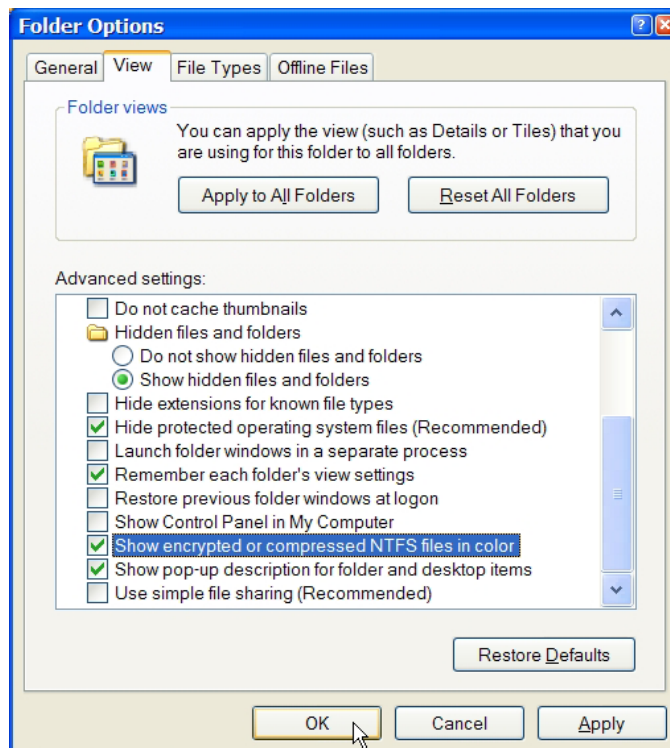 Folder Options
General View File Types Offline Files
Folder views
You can apply the view (such as Details or Tiles) that you
are using for this folder to all folders.
Apply to All Folders Reset All Folders
Advanced settings:
Do not cache thumbnails
Hidden files and folders
Do not show hidden files and folders
Show hidden files and folders
Hide extensions for known file types
Hide protected operating system files (Recommended)
Launch folder windows in a separate process
Remember each folder's view settings
Restore previous folder windows at logon
Show Control Panel in My Computer
Show encrypted or compressed NTFS files in color
Show pop-up description for folder and desktop items
Use simple file sharing (Recommended)
Restore Defaults
OK Cancel Apply